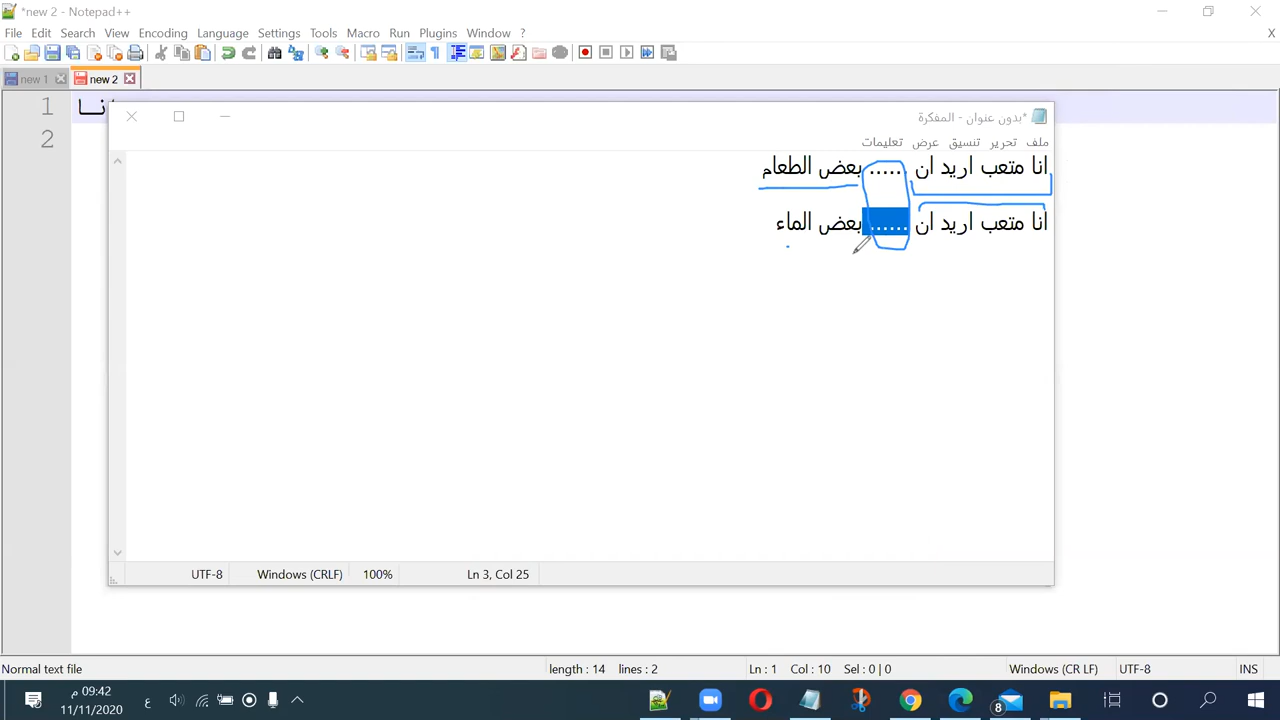 *new 2 - Notepad++
File Edit Search View Encoding Language Settings Tools Macro Run Plugins Window ? X
new 1 new 2
1 انا
2
*بدون عنوان - المفكرة
ملف تحرير تنسيق عرض تعليمات
انا متعب اريد ان ...... بعض الطعام
انا متعب اريد ان ...... بعض الماء
UTF-8 Windows (CRLF) 100% Ln 3, Col 25
Normal text file length : 14 lines : 2 Ln : 1 Col : 10 Sel : 0 | 0 Windows (CR LF) UTF-8 INS
09:42 م ع 8
11/11/2020